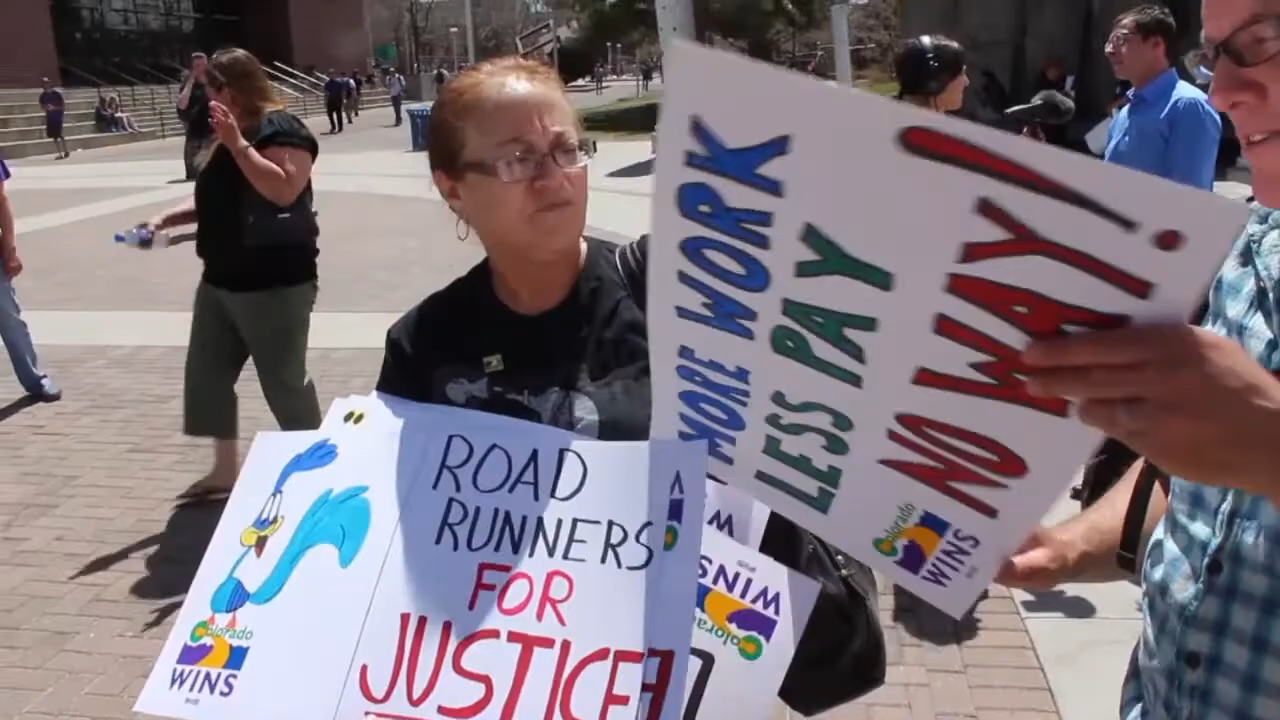 ROAD
RUNNERS
FOR
JUSTICE
Colorado
WINS
MORE WORK
LESS PAY
NO WAY!
Colorado
WINS
WINS
Colorado
W